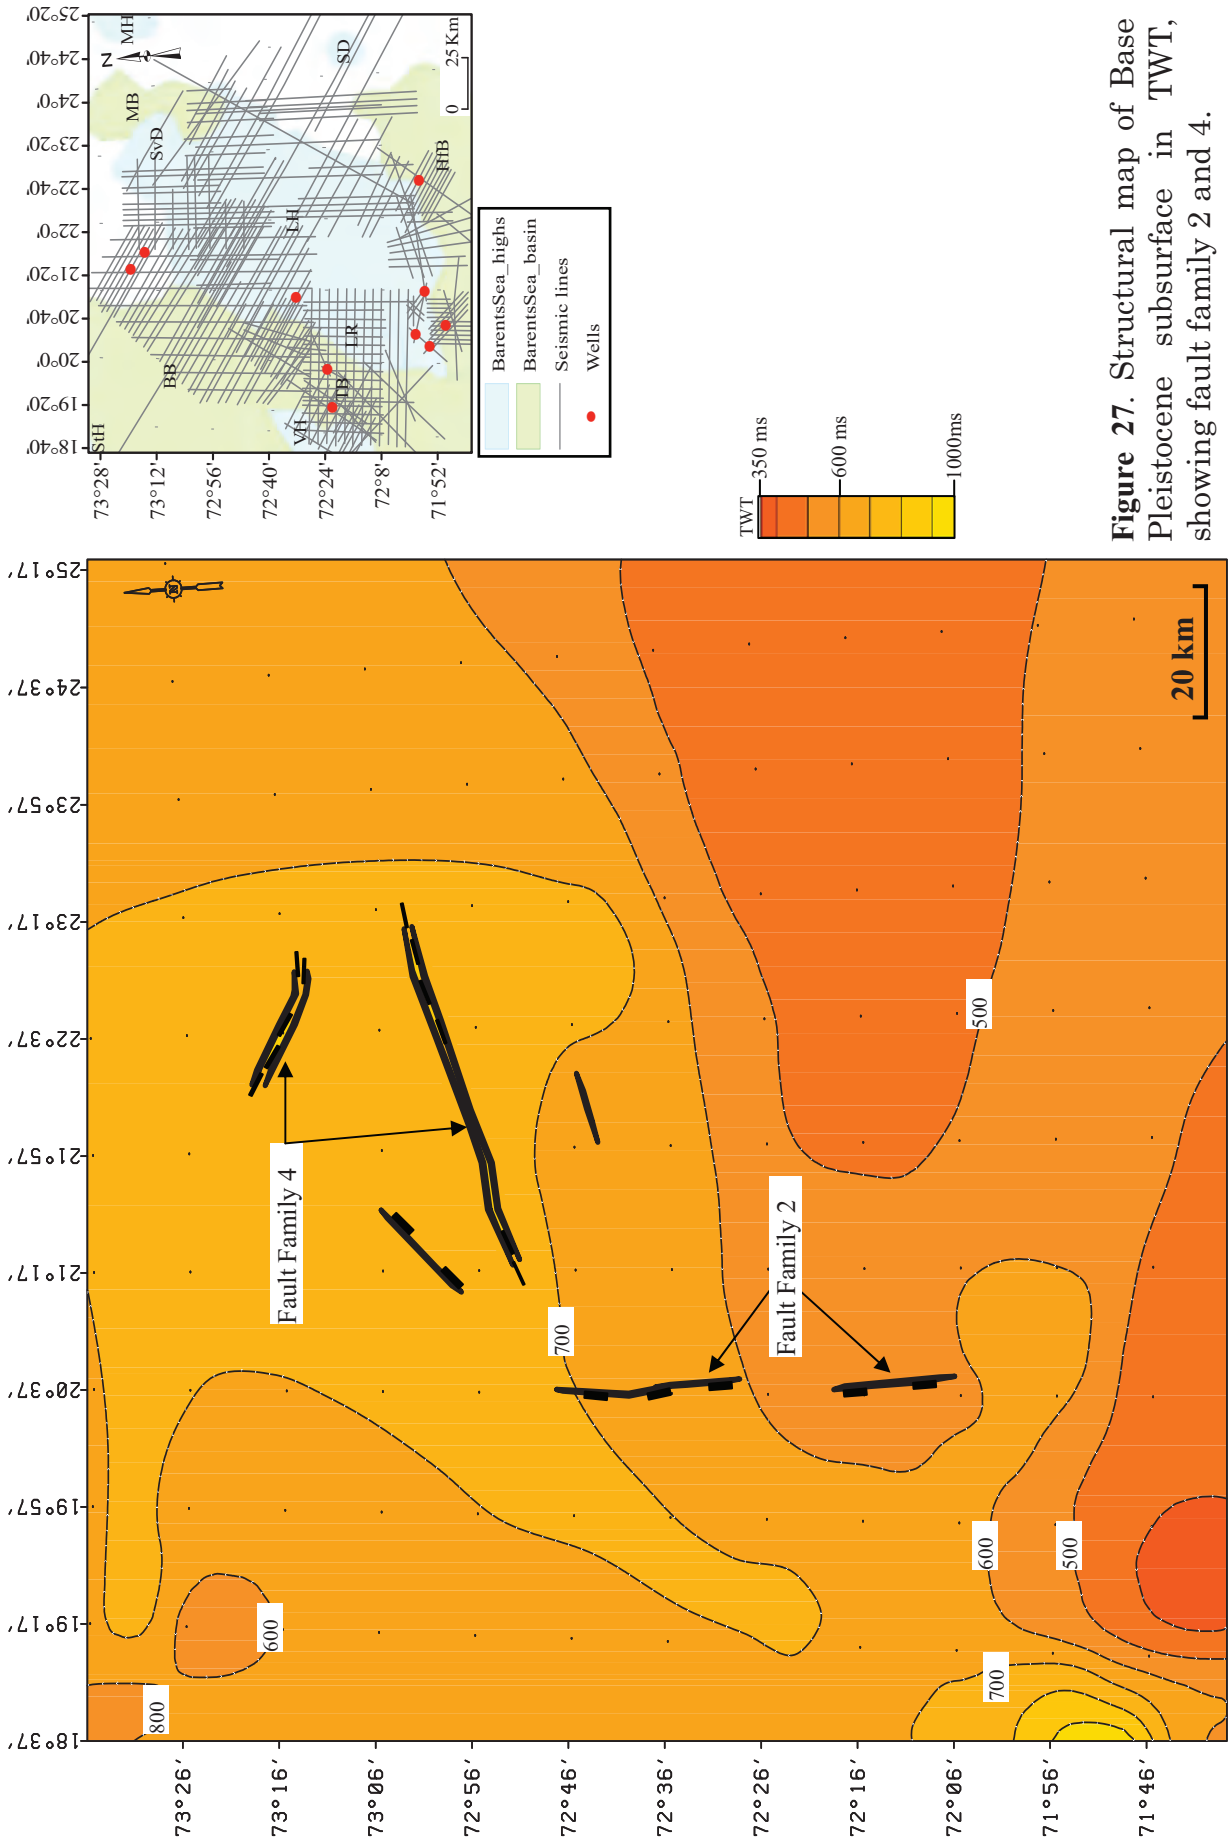 73°26'
73°16'
73°06'
72°56'
72°46'
72°36'
72°26'
72°16'
72°06'
71°56'
71°46'
18°37'
19°17'
19°57'
20°37'
21°17'
21°57'
22°37'
23°17'
23°57'
24°37'
25°17'
800
600
700
700
600
500
500
Fault Family 4
Fault Family 2
N
20 km
73°28'
73°12'
72°56'
72°40'
72°24'
72°8'
71°52'
18°40'
19°20'
20°0'
20°40'
21°20'
22°0'
22°40'
23°20'
24°0'
24°40'
25°20'
StH
BB
VH
TB
LR
LH
SvD
MB
MH
SD
HfB
N
0 25 Km
BarentsSea_highs
BarentsSea_basin
Seismic lines
Wells
TWT
350 ms
600 ms
1000ms
Figure 27. Structural map of Base
Pleistocene subsurface in TWT,
showing fault family 2 and 4.